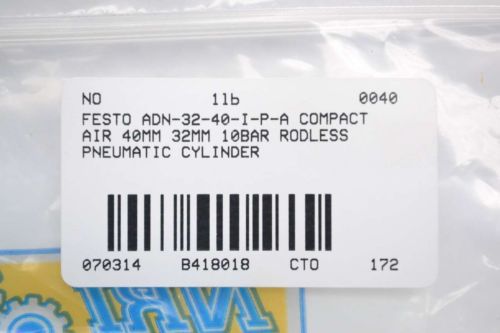 NO 1lb 0040
FESTO ADN-32-40-I-P-A COMPACT
AIR 40MM 32MM 10BAR RODLESS
PNEUMATIC CYLINDER
070314 B418018 CTO 172